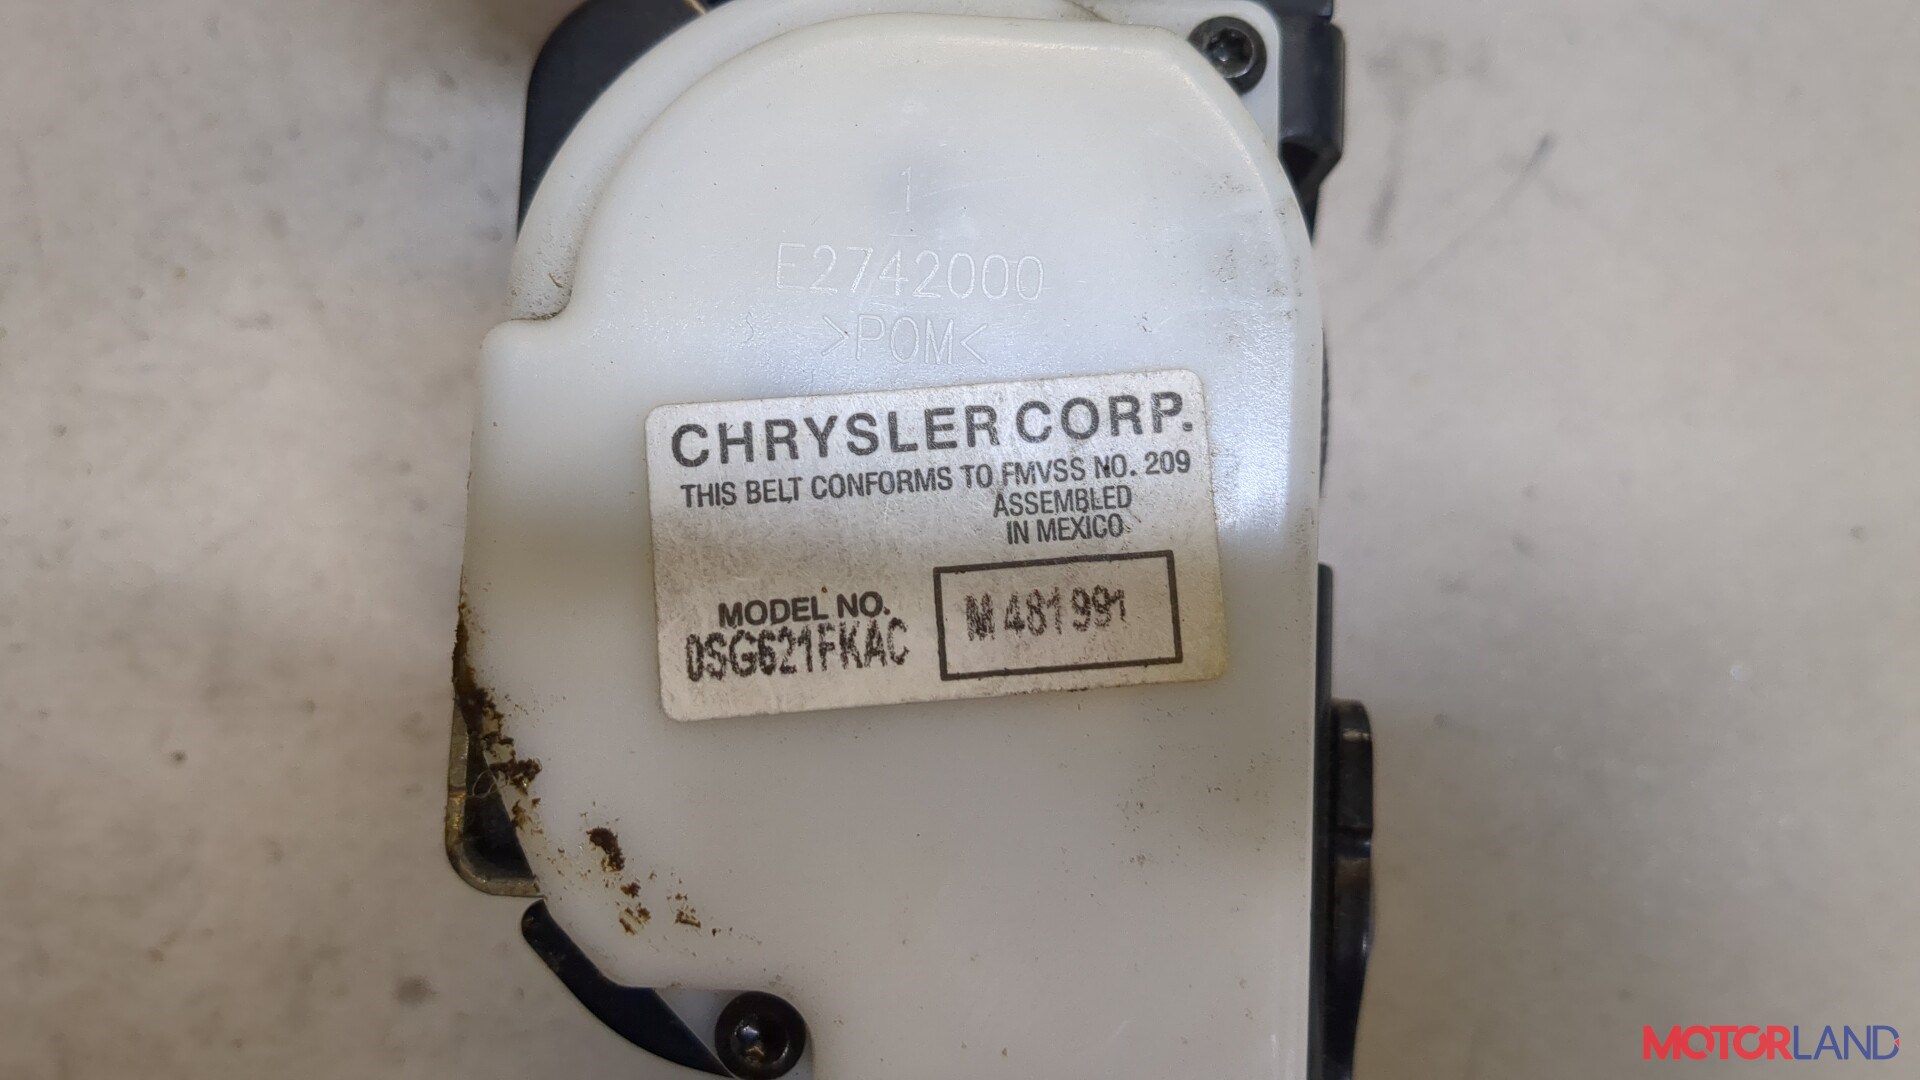 1
E2742000
>POM<
CHRYSLER CORP.
THIS BELT CONFORMS TO FMVSS NO. 209
ASSEMBLED
IN MEXICO
MODEL NO.
0SG621FKAC
M481991
MOTORLAND